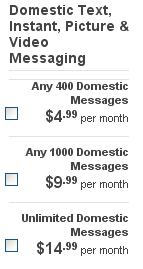 Domestic Text,
Instant, Picture &
Video
Messaging
Any 400 Domestic
Messages
$4.99 per month
Any 1000 Domestic
Messages
$9.99 per month
Unlimited Domestic
Messages
$14.99 per month